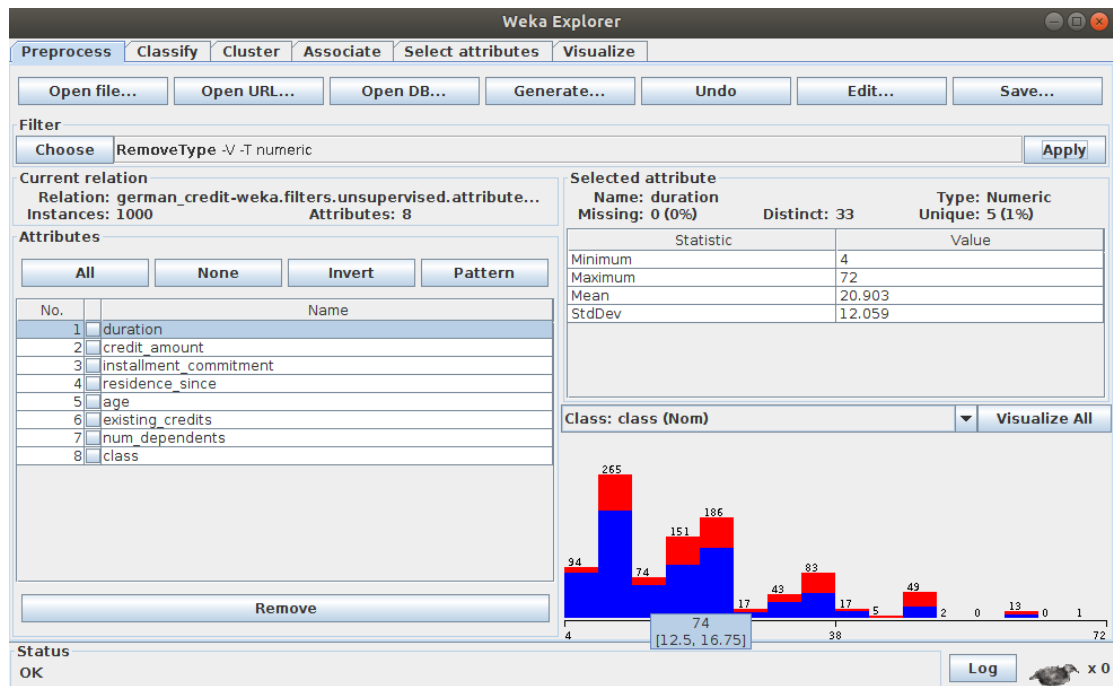 Weka Explorer
Preprocess Classify Cluster Associate Select attributes Visualize
Open file... Open URL... Open DB... Generate... Undo Edit... Save...
Filter
Choose RemoveType -V -T numeric Apply
Current relation
Relation: german_credit-weka.filters.unsupervised.attribute...
Instances: 1000 Attributes: 8
Attributes
All None Invert Pattern
No. Name
1 duration
2 credit_amount
3 installment_commitment
4 residence_since
5 age
6 existing_credits
7 num_dependents
8 class
Remove
Selected attribute
Name: duration Type: Numeric
Missing: 0 (0%) Distinct: 33 Unique: 5 (1%)
Statistic Value
Minimum 4
Maximum 72
Mean 20.903
StdDev 12.059
Class: class (Nom) Visualize All
94 265 74 151 186 17 43 83 17 5 49 2 0 13 0 1
4 38 72
74
[12.5, 16.75]
Status
OK Log x 0